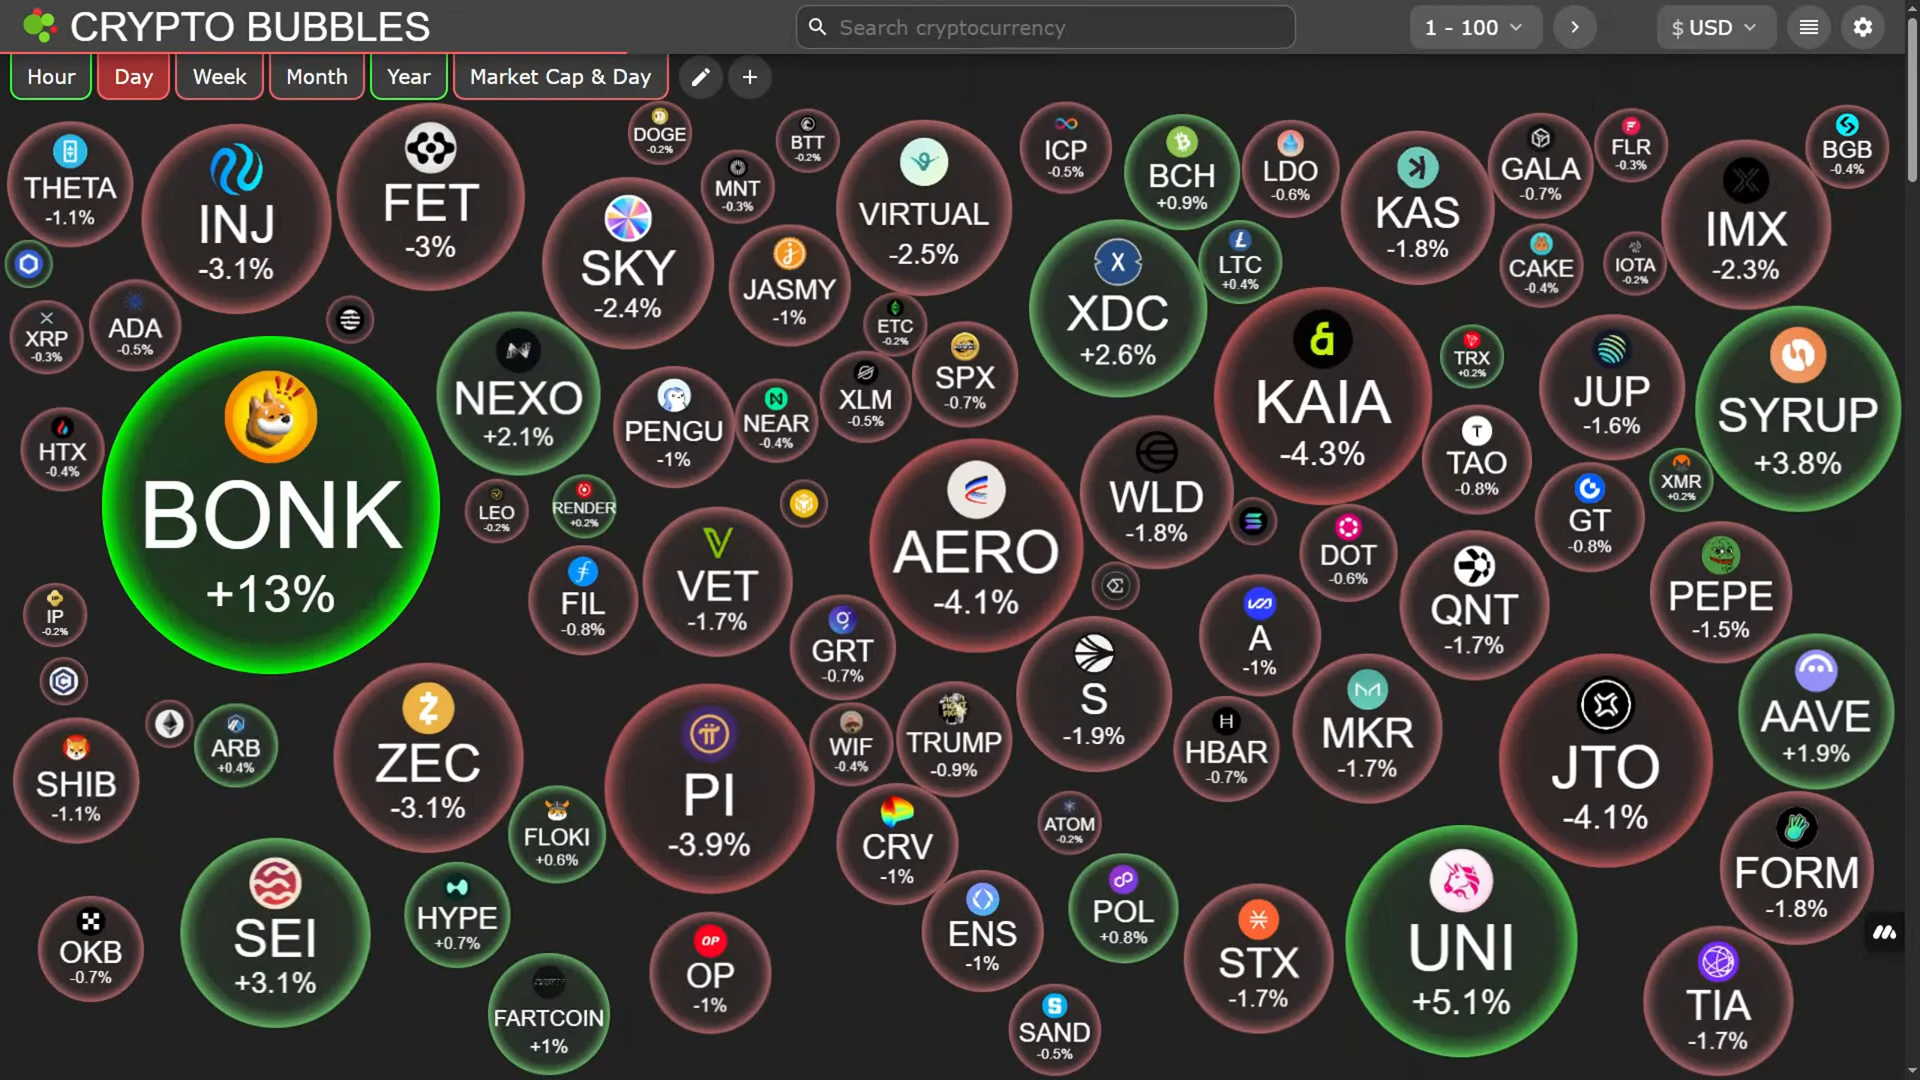 CRYPTO BUBBLES
Search cryptocurrency
1 - 100
$ USD
Hour
Day
Week
Month
Year
Market Cap & Day
THETA
-1.1%
INJ
-3.1%
FET
-3%
DOGE
-0.2%
BTT
-0.2%
MNT
-0.3%
SKY
-2.4%
JASMY
-1%
VIRTUAL
-2.5%
ICP
-0.5%
BCH
+0.9%
LDO
-0.6%
KAS
-1.8%
GALA
-0.7%
FLR
-0.3%
IMX
-2.3%
BGB
-0.4%
XRP
-0.3%
ADA
-0.5%
ETC
-0.2%
XDC
+2.6%
LTC
+0.4%
CAKE
-0.4%
IOTA
-0.2%
BONK
+13%
NEXO
+2.1%
PENGU
-1%
NEAR
-0.4%
XLM
-0.5%
SPX
-0.7%
KAIA
-4.3%
TRX
+0.2%
JUP
-1.6%
SYRUP
+3.8%
HTX
-0.4%
LEO
-0.2%
RENDER
+0.2%
AERO
-4.1%
WLD
-1.8%
TAO
-0.8%
GT
-0.8%
XMR
+0.2%
IP
-0.2%
FIL
-0.8%
VET
-1.7%
GRT
-0.7%
DOT
-0.6%
A
-1%
QNT
-1.7%
PEPE
-1.5%
SHIB
-1.1%
ARB
+0.4%
ZEC
-3.1%
PI
-3.9%
WIF
-0.4%
TRUMP
-0.9%
S
-1.9%
HBAR
-0.7%
MKR
-1.7%
JTO
-4.1%
AAVE
+1.9%
FLOKI
+0.6%
CRV
-1%
ATOM
-0.2%
FORM
-1.8%
OKB
-0.7%
SEI
+3.1%
HYPE
+0.7%
FARTCOIN
+1%
OP
-1%
ENS
-1%
POL
+0.8%
SAND
-0.5%
STX
-1.7%
UNI
+5.1%
TIA
-1.7%